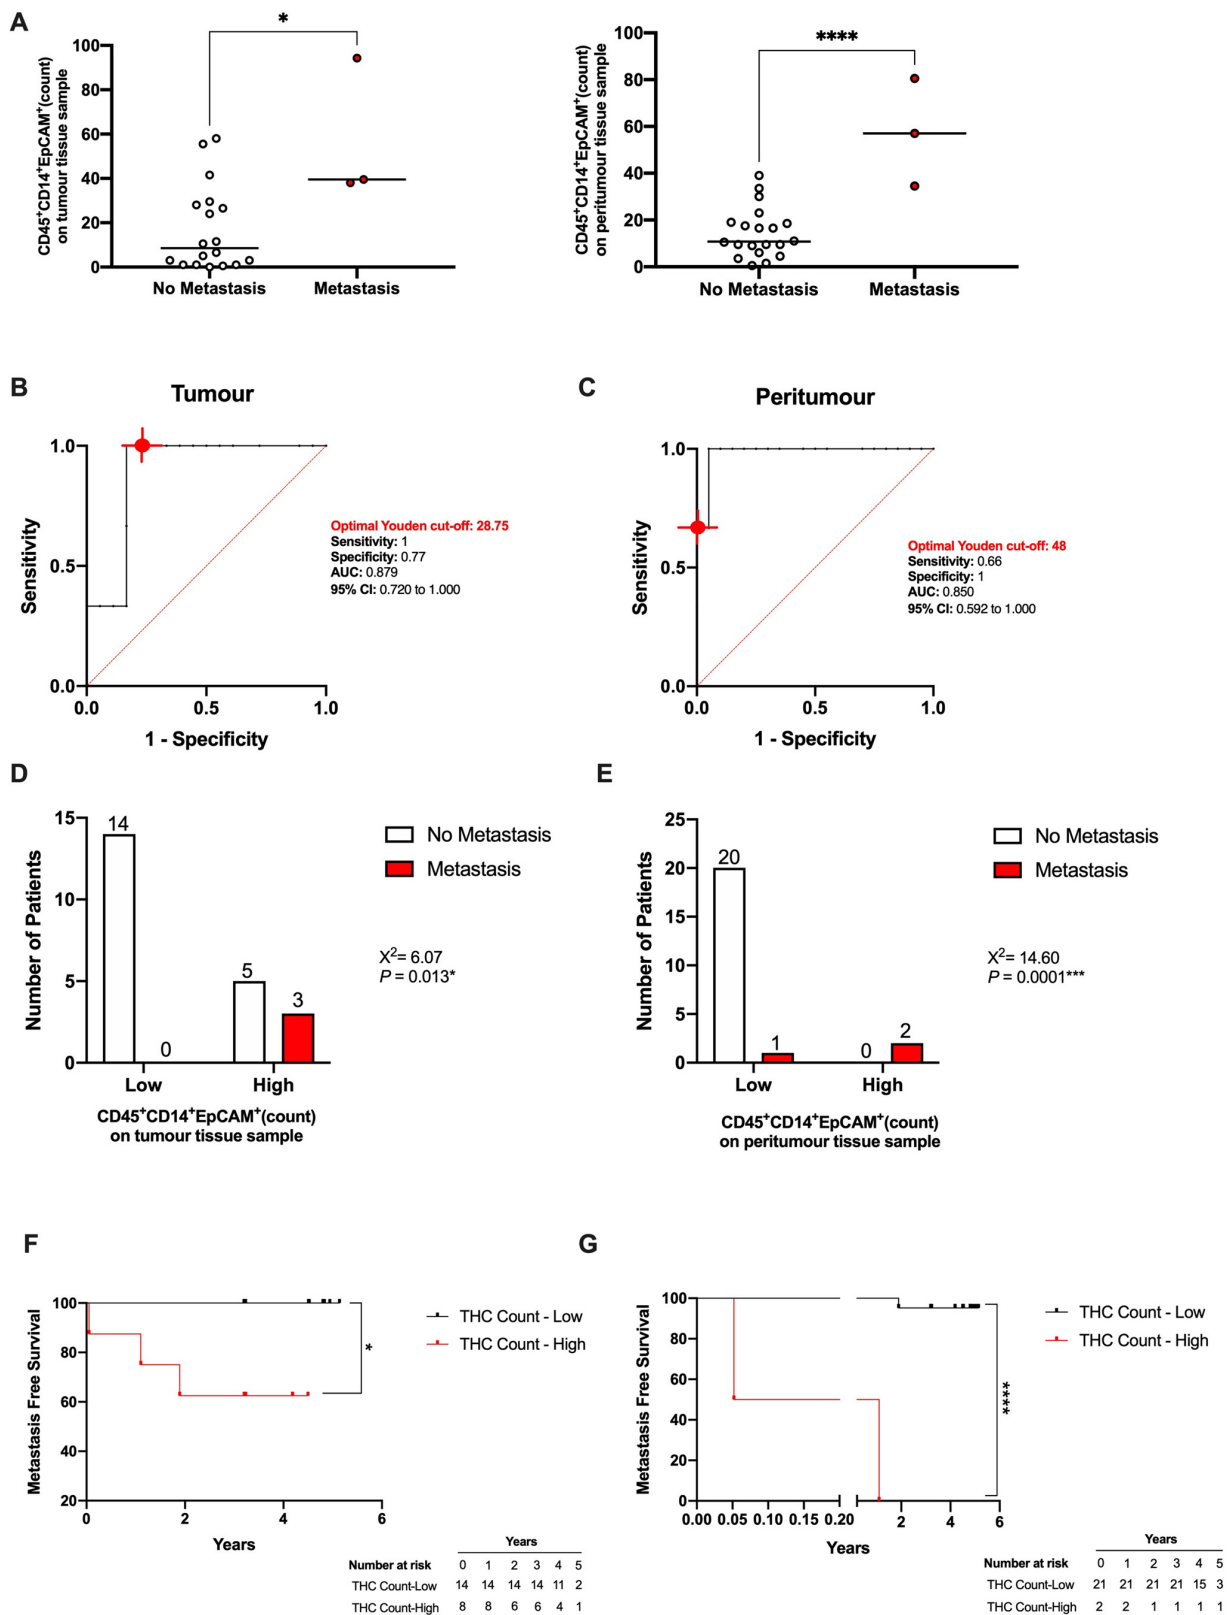 A
CD45+CD14+EpCAM+(count)
on tumour tissue sample
100
80
60
40
20
0
*
No Metastasis
Metastasis
CD45+CD14+EpCAM+(count)
on peritumour tissue sample
100
80
60
40
20
0
****
No Metastasis
Metastasis
B
Tumour
Sensitivity
1.0
0.5
0.0
0.0
0.5
1.0
1 - Specificity
Optimal Youden cut-off: 28.75
Sensitivity: 1
Specificity: 0.77
AUC: 0.879
95% CI: 0.720 to 1.000
C
Peritumour
Sensitivity
1.0
0.5
0.0
0.0
0.5
1.0
1 - Specificity
Optimal Youden cut-off: 48
Sensitivity: 0.66
Specificity: 1
AUC: 0.850
95% CI: 0.592 to 1.000
D
Number of Patients
15
10
5
0
14
0
5
3
Low
High
CD45+CD14+EpCAM+(count)
on tumour tissue sample
No Metastasis
Metastasis
X2= 6.07
P = 0.013*
E
Number of Patients
25
20
15
10
5
0
20
1
0
2
Low
High
CD45+CD14+EpCAM+(count)
on peritumour tissue sample
No Metastasis
Metastasis
X2= 14.60
P = 0.0001***
F
Metastasis Free Survival
100
80
60
40
20
0
2
4
6
Years
*
THC Count - Low
THC Count - High
Years
Number at risk 0 1 2 3 4 5
THC Count-Low 14 14 14 14 11 2
THC Count-High 8 8 6 6 4 1
G
Metastasis Free Survival
100
80
60
40
20
0
0.00 0.05 0.10 0.15 0.20
2
4
6
Years
****
THC Count - Low
THC Count - High
Years
Number at risk 0 1 2 3 4 5
THC Count-Low 21 21 21 21 15 3
THC Count-High 2 2 1 1 1 1